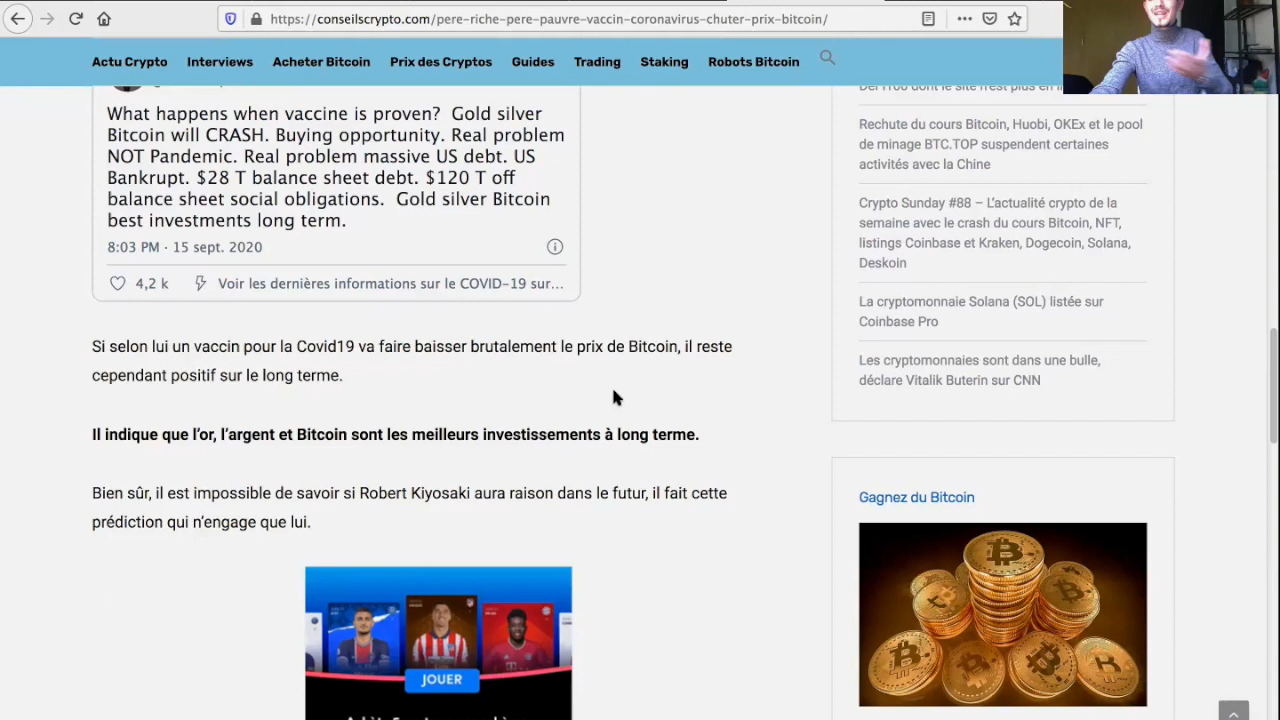 https://conseilscrypto.com/pere-riche-pere-pauvre-vaccin-coronavirus-chuter-prix-bitcoin/
Actu Crypto
Interviews
Acheter Bitcoin
Prix des Cryptos
Guides
Trading
Staking
Robots Bitcoin
What happens when vaccine is proven? Gold silver
Bitcoin will CRASH. Buying opportunity. Real problem
NOT Pandemic. Real problem massive US debt. US
Bankrupt. $28 T balance sheet debt. $120 T off
balance sheet social obligations. Gold silver Bitcoin
best investments long term.
8:03 PM · 15 sept. 2020
4,2 k
Voir les dernières informations sur le COVID-19 sur...
Si selon lui un vaccin pour la Covid19 va faire baisser brutalement le prix de Bitcoin, il reste
cependant positif sur le long terme.
Il indique que l’or, l’argent et Bitcoin sont les meilleurs investissements à long terme.
Bien sûr, il est impossible de savoir si Robert Kiyosaki aura raison dans le futur, il fait cette
prédiction qui n’engage que lui.
JOUER
Rechute du cours Bitcoin, Huobi, OKEx et le pool
de minage BTC.TOP suspendent certaines
activités avec la Chine
Crypto Sunday #88 – L’actualité crypto de la
semaine avec le crash du cours Bitcoin, NFT,
listings Coinbase et Kraken, Dogecoin, Solana,
Deskoin
La cryptomonnaie Solana (SOL) listée sur
Coinbase Pro
Les cryptomonnaies sont dans une bulle,
déclare Vitalik Buterin sur CNN
Gagnez du Bitcoin